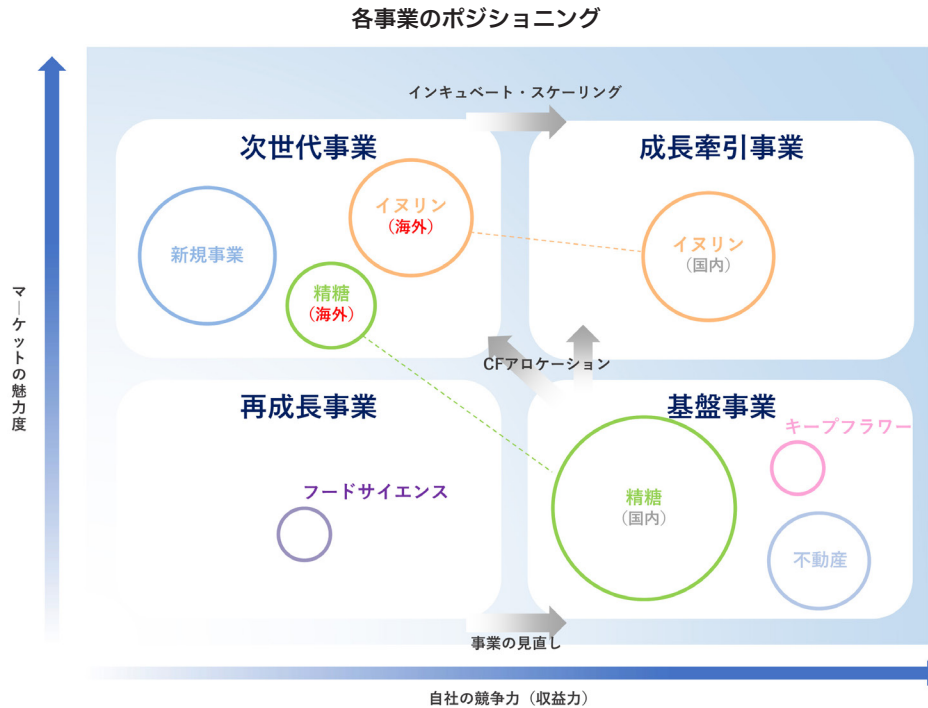 各事業のポジショニング
インキュベート・スケーリング
次世代事業
成長牽引事業
新規事業
イヌリン
（海外）
精糖
（海外）
イヌリン
（国内）
マーケットの魅力度
CFアロケーション
再成長事業
基盤事業
フードサイエンス
キープフラワー
精糖
（国内）
不動産
事業の見直し
自社の競争力（収益力）